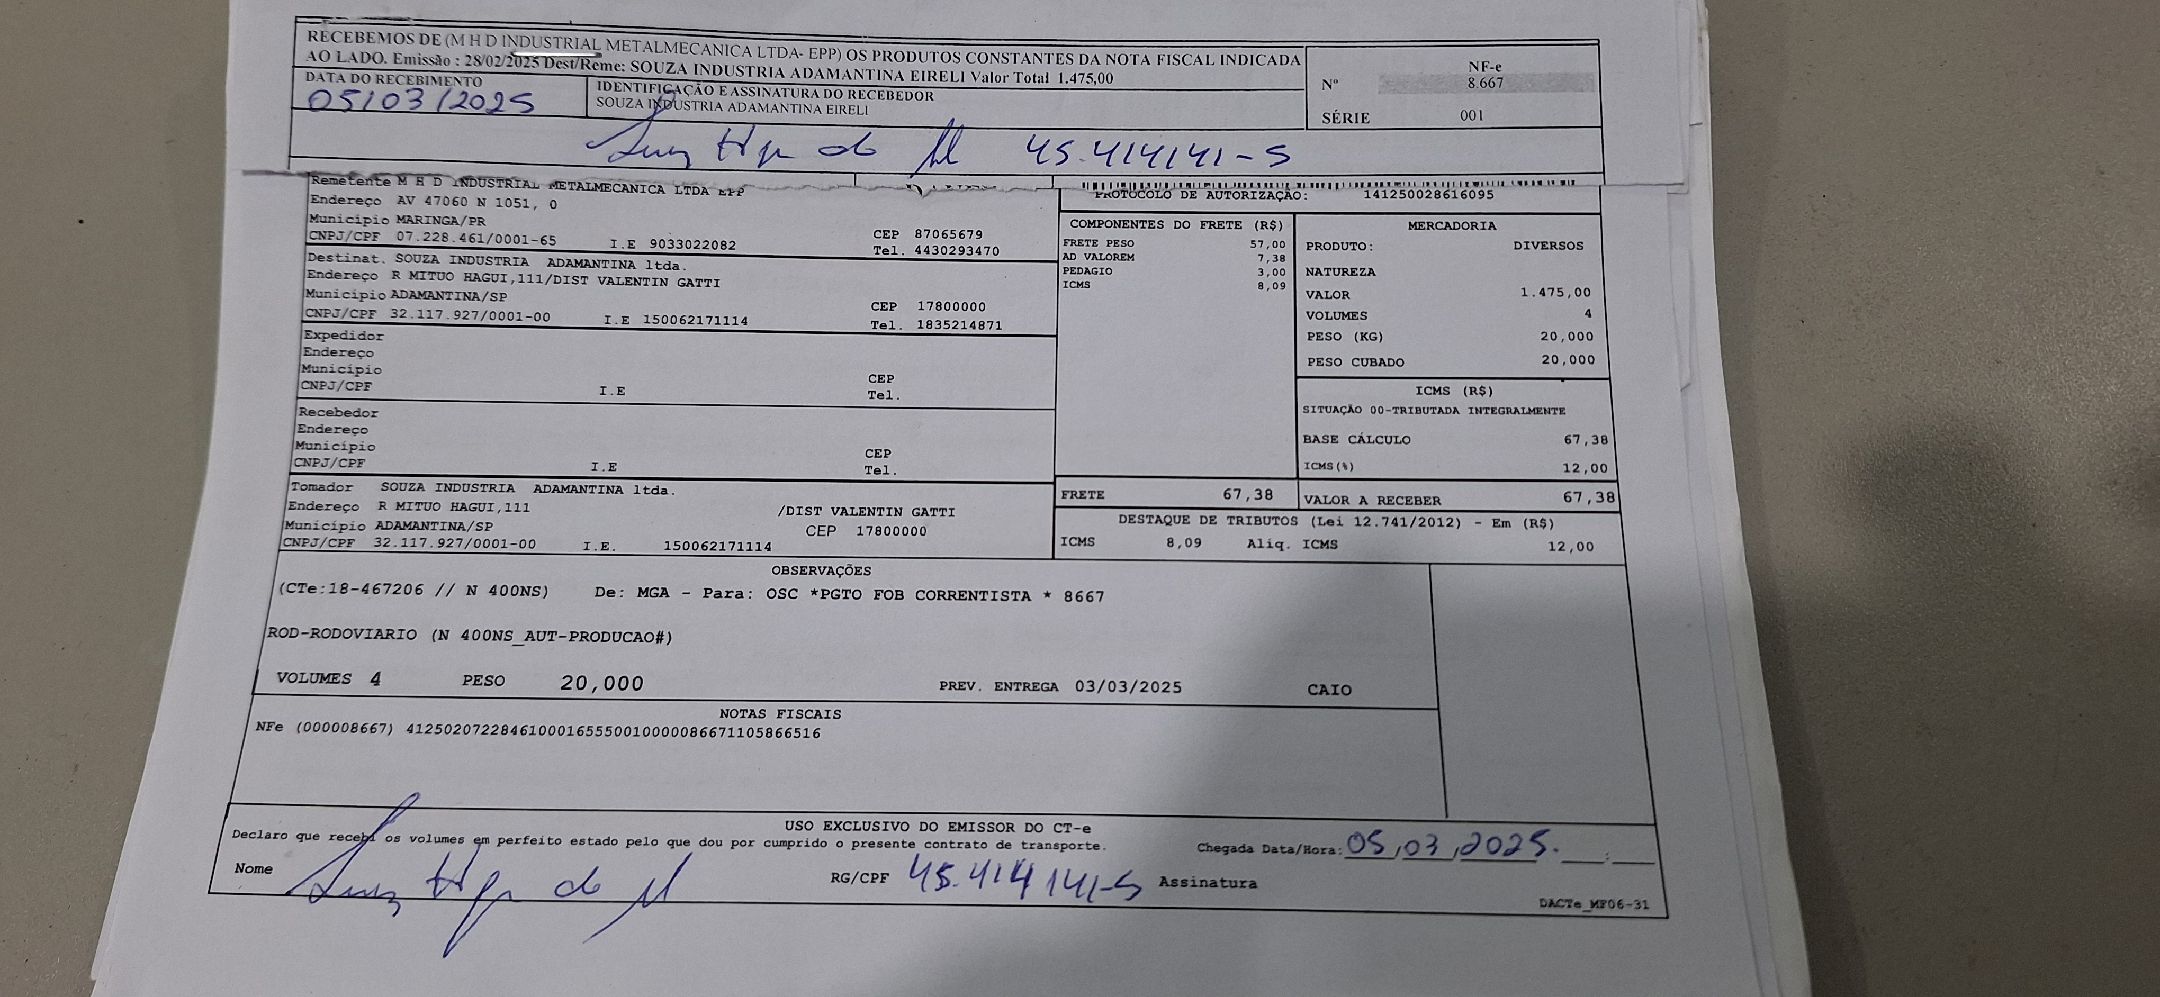 RECEBEMOS DE (M H D INDUSTRIAL METALMECANICA LTDA- EPP) OS PRODUTOS CONSTANTES DA NOTA FISCAL INDICADA
AO LADO. Emissão : 28/02/2025 Dest/Reme: SOUZA INDUSTRIA ADAMANTINA EIRELI Valor Total 1.475,00
DATA DO RECEBIMENTO
05/03/2025
IDENTIFICAÇÃO E ASSINATURA DO RECEBEDOR
SOUZA INDUSTRIA ADAMANTINA EIRELI
NF-e
Nº 8.667
SÉRIE 001
45.414141-5
Remetente M H D INDUSTRIAL METALMECANICA LTDA EPP
Endereço AV 47060 N 1051, 0
Município MARINGA/PR
CNPJ/CPF 07.228.461/0001-65 I.E 9033022082
CEP 87065679
Tel. 4430293470
Destinat. SOUZA INDUSTRIA ADAMANTINA ltda.
Endereço R MITUO HAGUI,111/DIST VALENTIN GATTI
Município ADAMANTINA/SP
CNPJ/CPF 32.117.927/0001-00 I.E 150062171114
CEP 17800000
Tel. 1835214871
Expedidor
Endereço
Município
CNPJ/CPF I.E
CEP
Tel.
Recebedor
Endereço
Município
CNPJ/CPF I.E
CEP
Tel.
Tomador SOUZA INDUSTRIA ADAMANTINA ltda.
Endereço R MITUO HAGUI,111 /DIST VALENTIN GATTI
Município ADAMANTINA/SP CEP 17800000
CNPJ/CPF 32.117.927/0001-00 I.E. 150062171114
PROTOCOLO DE AUTORIZAÇÃO: 141250028616095
COMPONENTES DO FRETE (R$)
FRETE PESO 57,00
AD VALOREM 7,38
PEDAGIO 3,00
ICMS 8,09
MERCADORIA
PRODUTO: DIVERSOS
NATUREZA
VALOR 1.475,00
VOLUMES 4
PESO (KG) 20,000
PESO CUBADO 20,000
ICMS (R$)
SITUAÇÃO 00-TRIBUTADA INTEGRALMENTE
BASE CÁLCULO 67,38
ICMS(%) 12,00
FRETE 67,38
VALOR A RECEBER 67,38
DESTAQUE DE TRIBUTOS (Lei 12.741/2012) - Em (R$)
ICMS 8,09 Aliq. ICMS 12,00
OBSERVAÇÕES
(CTe:18-467206 // N 400NS) De: MGA - Para: OSC *PGTO FOB CORRENTISTA * 8667
ROD-RODOVIARIO (N 400NS_AUT-PRODUCAO#)
VOLUMES 4 PESO 20,000 PREV. ENTREGA 03/03/2025 CAIO
NOTAS FISCAIS
NFe (000008667) 41250207228461000165550010000086671105866516
USO EXCLUSIVO DO EMISSOR DO CT-e
Declaro que recebi os volumes em perfeito estado pelo que dou por cumprido o presente contrato de transporte.
Chegada Data/Hora: 05/03/2025. __:__
Nome RG/CPF 45.414141-5 Assinatura
DACTe_MF06-31